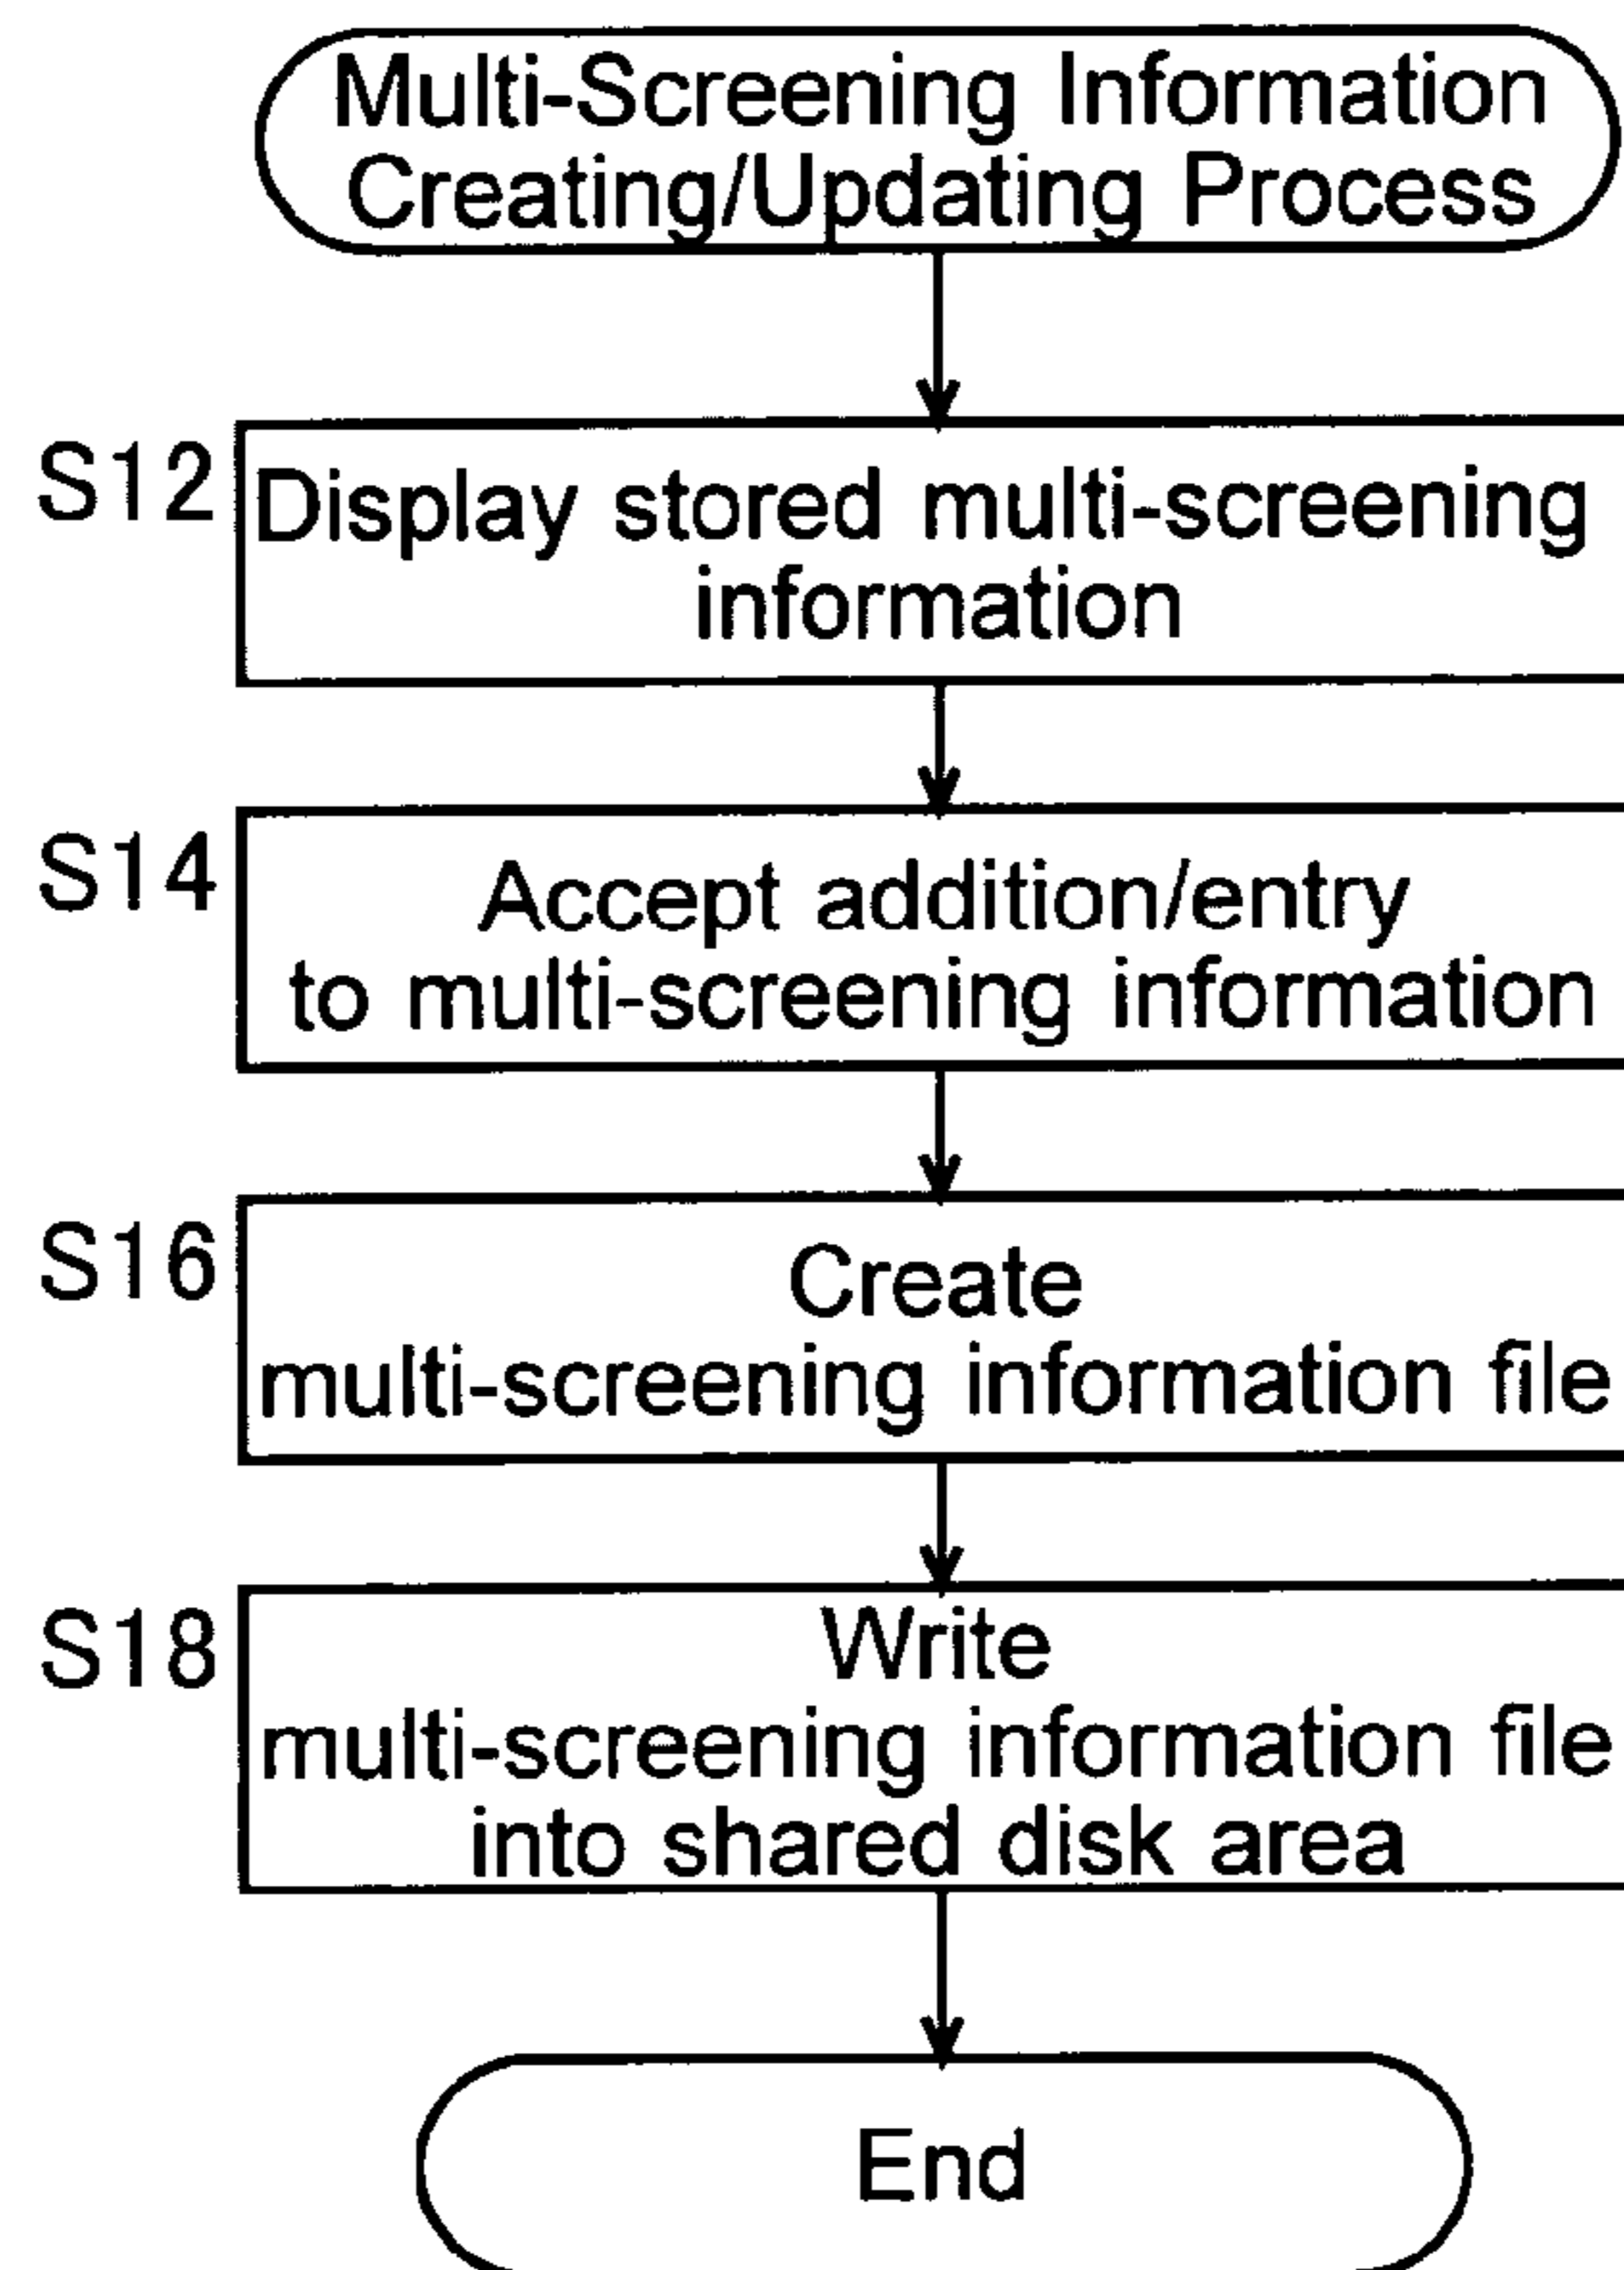 Multi-Screening Information
Creating/Updating Process
S12
Display stored multi-screening
information
S14
Accept addition/entry
to multi-screening information
S16
Create
multi-screening information file
S18
Write
multi-screening information file
into shared disk area
End